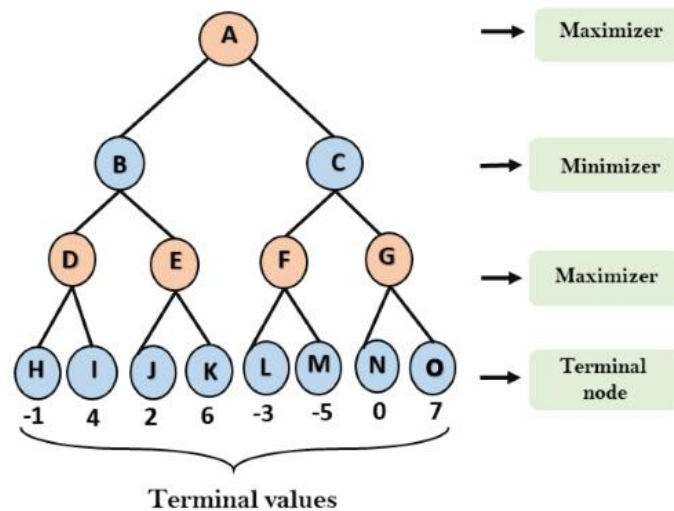 A
Maximizer
B
C
Minimizer
D
E
F
G
Maximizer
H
I
J
K
L
M
N
O
Terminal
node
-1
4
2
6
-3
-5
0
7
Terminal values